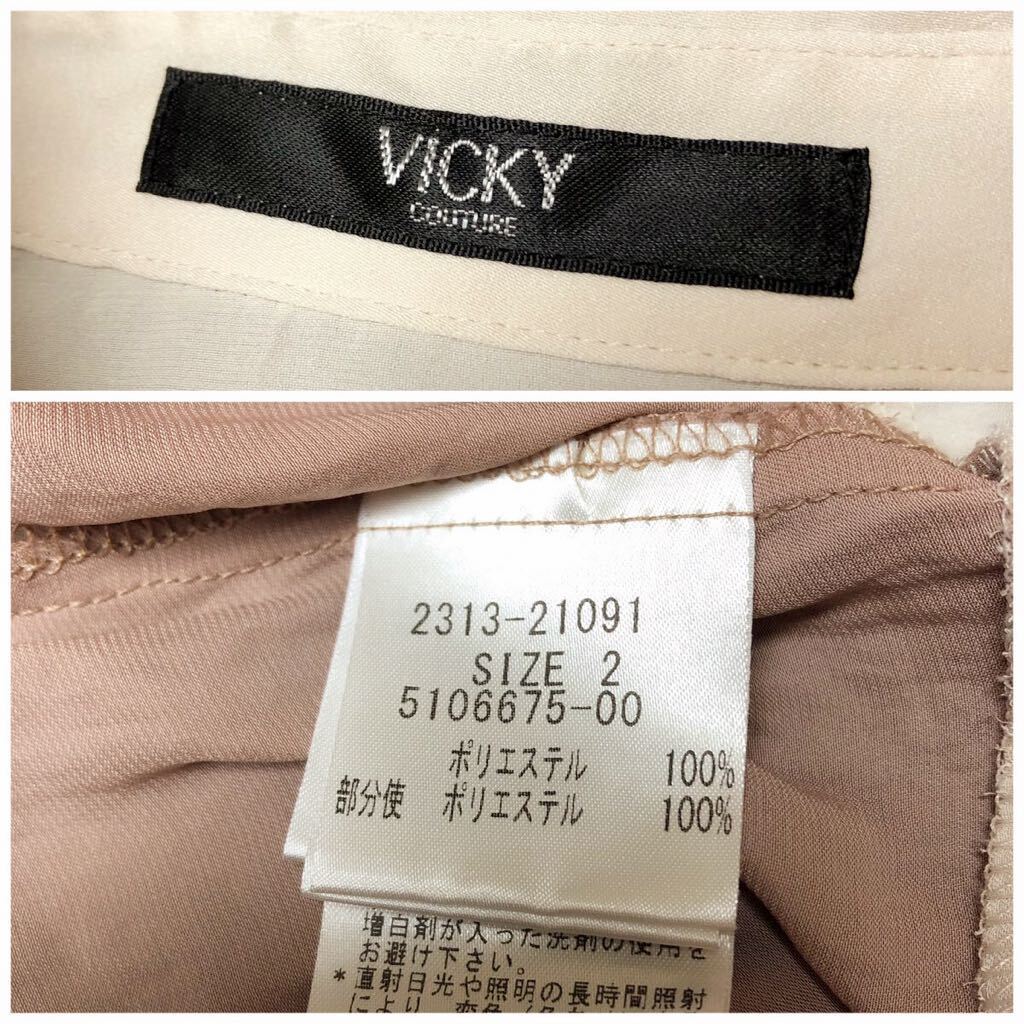 VICKY
COUTURE
2313-21091
SIZE 2
5106675-00
ポリエステル 100%
部分使 ポリエステル 100%
増白剤が入った洗剤の使用を
お避け下さい。
*直射日光や照明の長時間照射
により 変色